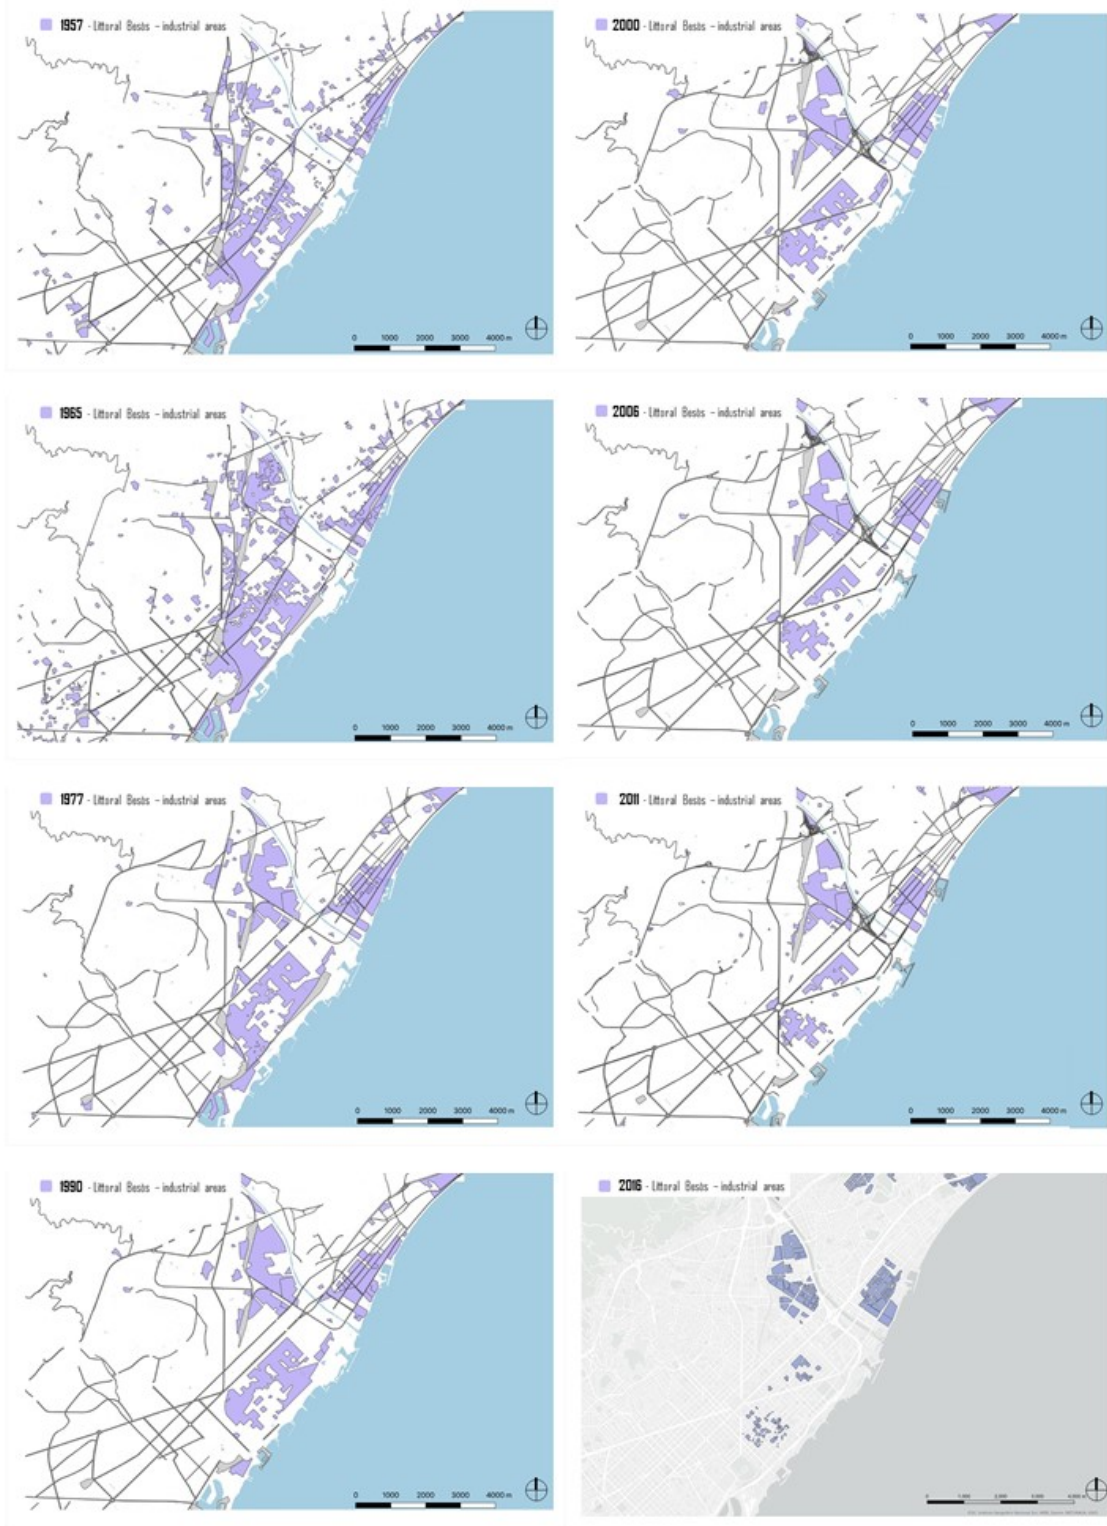 1957 - Littoral Besòs - industrial areas
0 1000 2000 3000 4000 m
2000 - Littoral Besòs - industrial areas
0 1000 2000 3000 4000 m
1965 - Littoral Besòs - industrial areas
0 1000 2000 3000 4000 m
2006 - Littoral Besòs - industrial areas
0 1000 2000 3000 4000 m
1977 - Littoral Besòs - industrial areas
0 1000 2000 3000 4000 m
2011 - Littoral Besòs - industrial areas
0 1000 2000 3000 4000 m
1990 - Littoral Besòs - industrial areas
0 1000 2000 3000 4000 m
2016 - Littoral Besòs - industrial areas